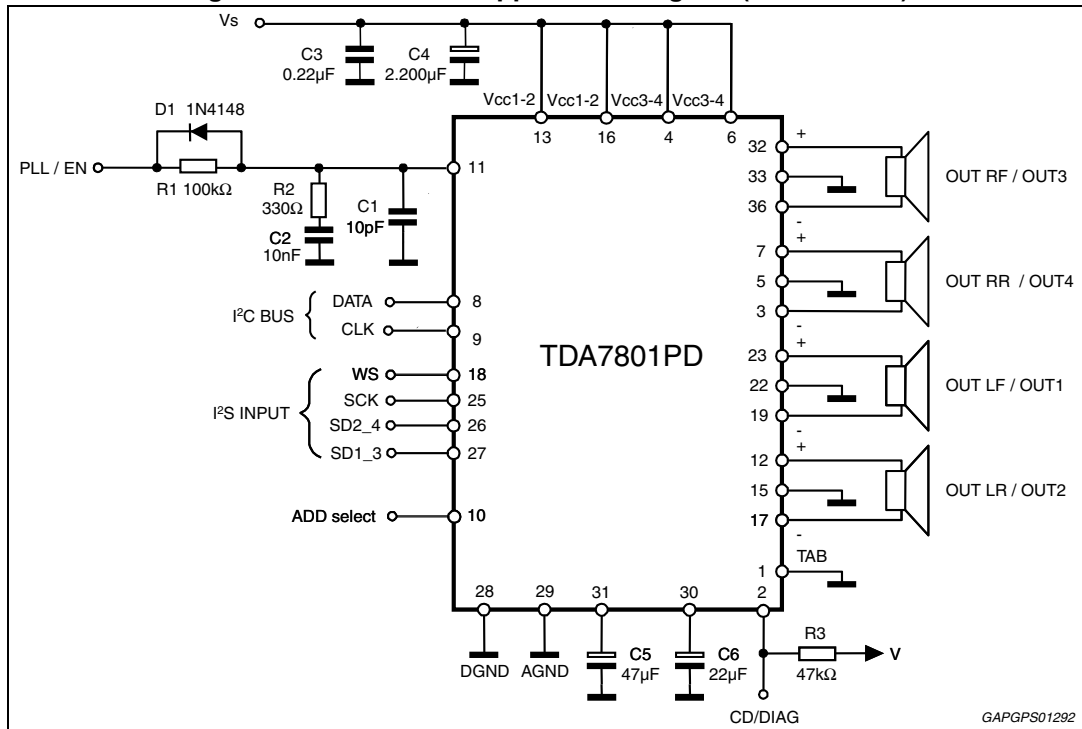 Vs
C3
0.22µF
C4
2.200µF
Vcc1-2
Vcc1-2
Vcc3-4
Vcc3-4
13
16
4
6
D1 1N4148
PLL / EN
R1 100kΩ
R2
330Ω
C2
10nF
C1
10pF
11
I²C BUS
DATA
8
CLK
9
I²S INPUT
WS
18
SCK
25
SD2_4
26
SD1_3
27
ADD select
10
TDA7801PD
32
+
33
36
-
OUT RF / OUT3
7
+
5
3
-
OUT RR / OUT4
23
+
22
19
-
OUT LF / OUT1
12
+
15
17
-
OUT LR / OUT2
TAB
1
28
29
31
30
2
DGND
AGND
C5
47µF
C6
22µF
R3
47kΩ
V
CD/DIAG
GAPGPS01292